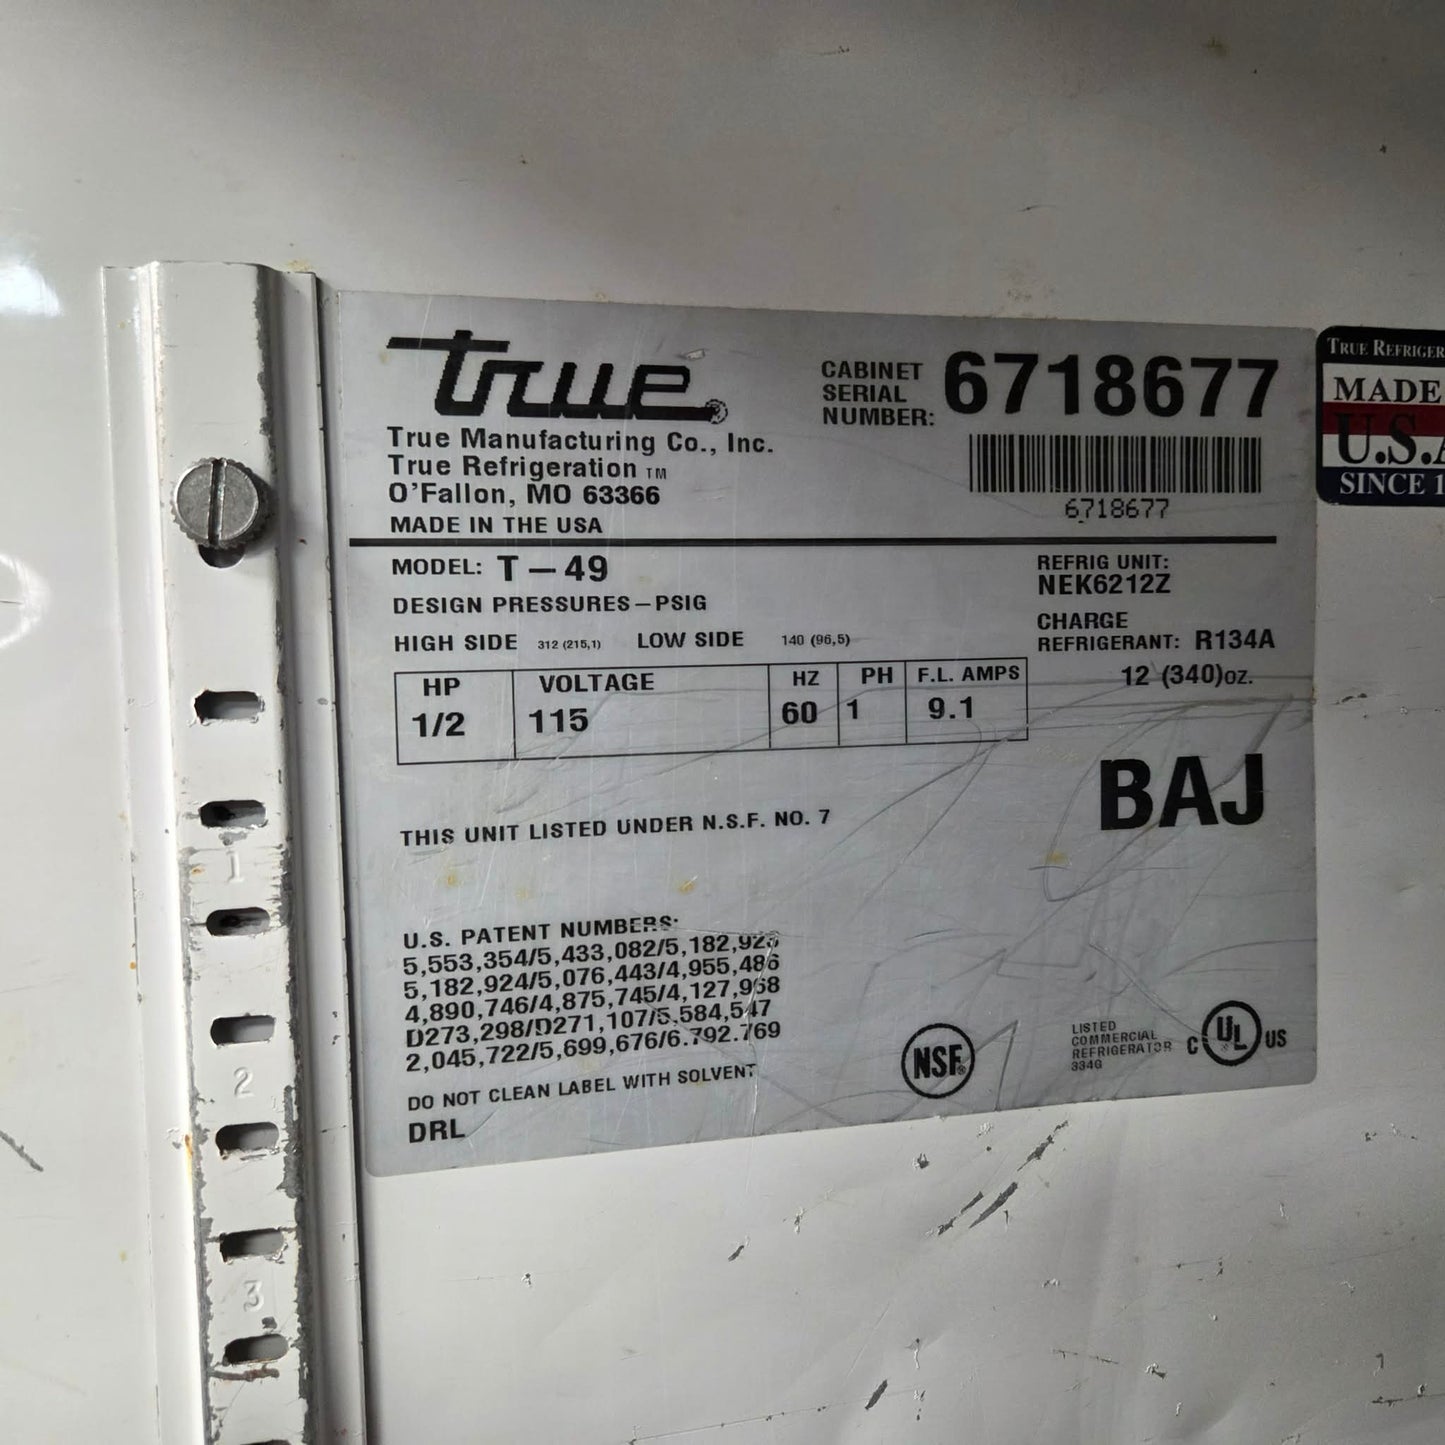 true®
True Manufacturing Co., Inc.
True Refrigeration TM
O'Fallon, MO 63366
MADE IN THE USA
CABINET
SERIAL
NUMBER: 6718677
6718677
MODEL: T-49
DESIGN PRESSURES-PSIG
HIGH SIDE 312 (215,1) LOW SIDE 140 (96,5)
REFRIG UNIT:
NEK6212Z
CHARGE
REFRIGERANT: R134A
12 (340)oz.
HP VOLTAGE HZ PH F.L. AMPS
1/2 115 60 1 9.1
BAJ
THIS UNIT LISTED UNDER N.S.F. NO. 7
U.S. PATENT NUMBERS:
5,553,354/5,433,082/5,182,925
5,182,924/5,076,443/4,955,486
4,890,746/4,875,745/4,127,968
D273,298/D271,107/5,584,547
2,045,722/5,699,676/6.792.769
DO NOT CLEAN LABEL WITH SOLVENT
DRL
NSF®
LISTED
COMMERCIAL
REFRIGERATOR
334G
C UL US
TRUE REFRIGER
MADE
U.S.A
SINCE 1
1
2
3